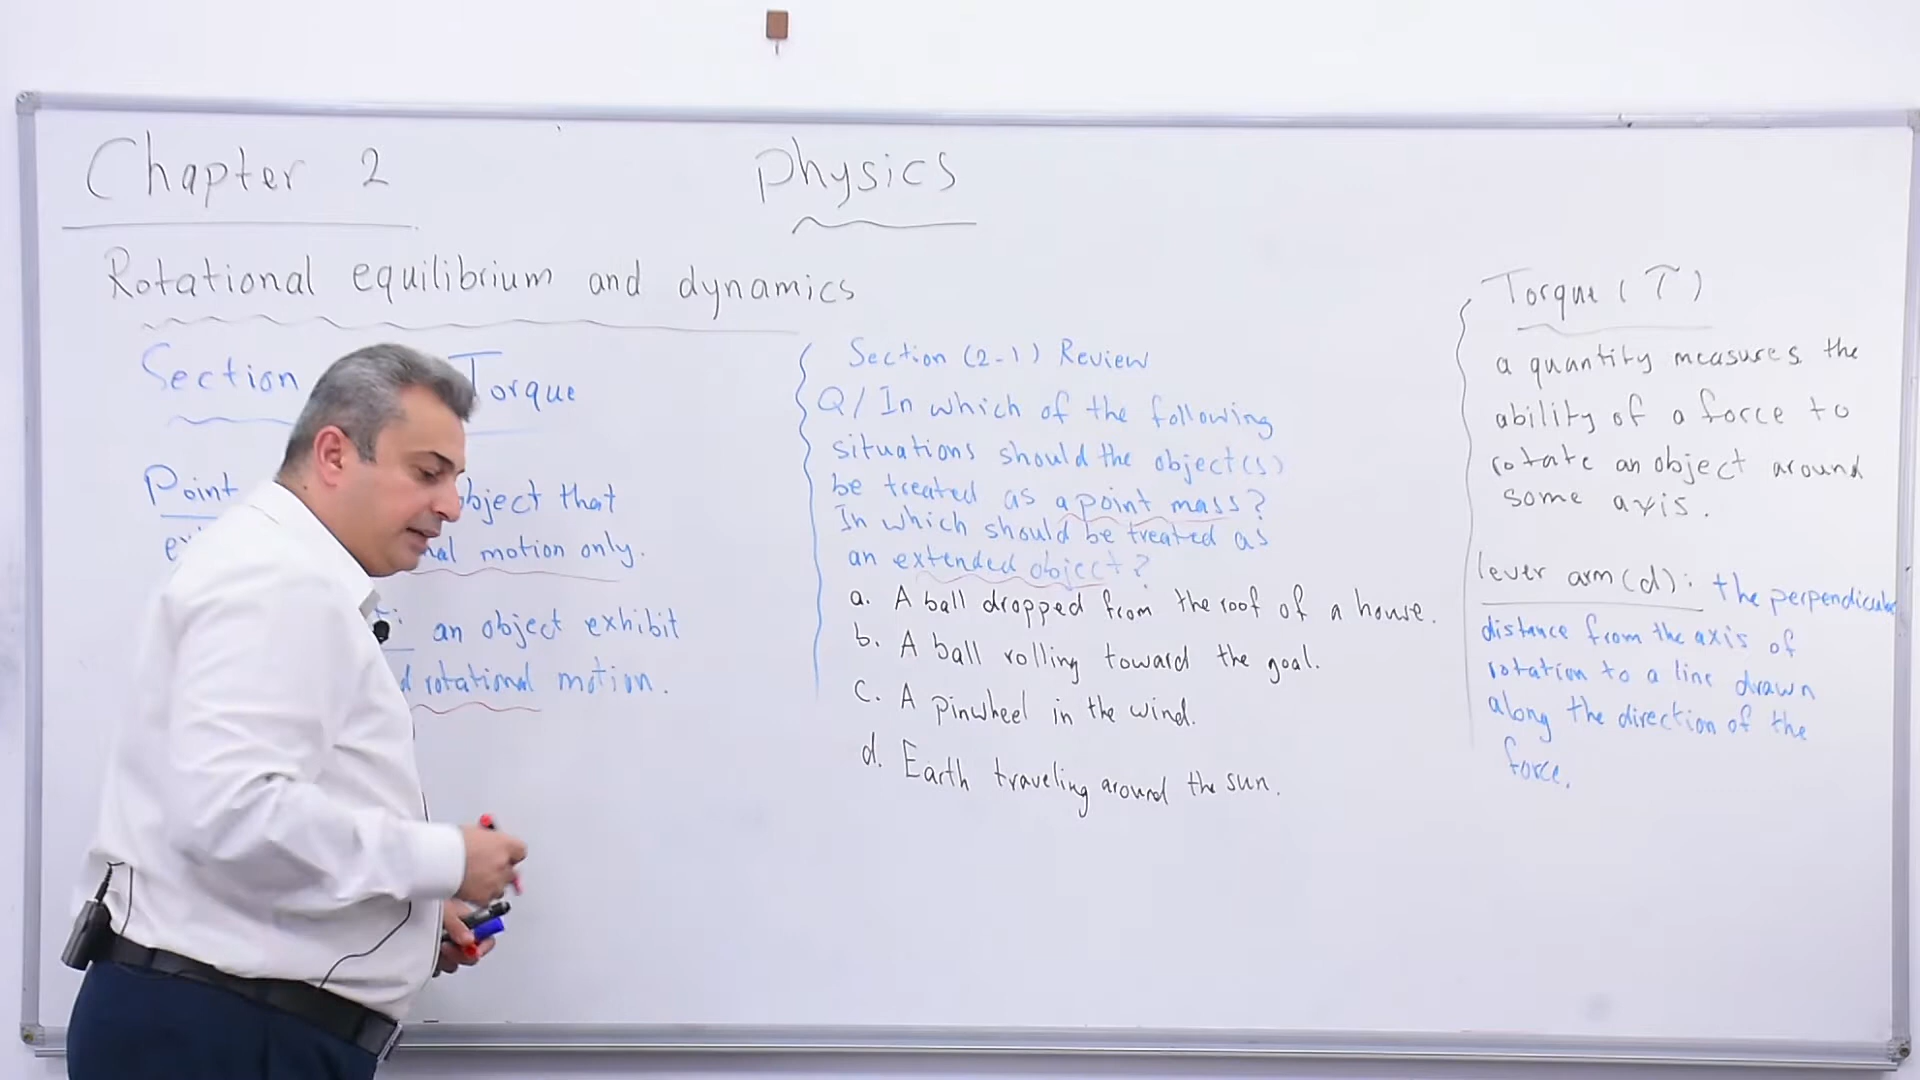 Chapter 2
Physics
Rotational equilibrium and dynamics
Section Torque
Point object that
motion only.
an object exhibit
rotational motion.
Section (2-1) Review
Q/ In which of the following
situations should the object(s)
be treated as a point mass?
In which should be treated as
an extended object?
a. A ball dropped from the roof of a house.
b. A ball rolling toward the goal.
c. A pinwheel in the wind.
d. Earth traveling around the sun.
Torque (τ)
a quantity measures the
ability of a force to
rotate an object around
some axis.
lever arm (d): the perpendicular
distance from the axis of
rotation to a line drawn
along the direction of the
force.